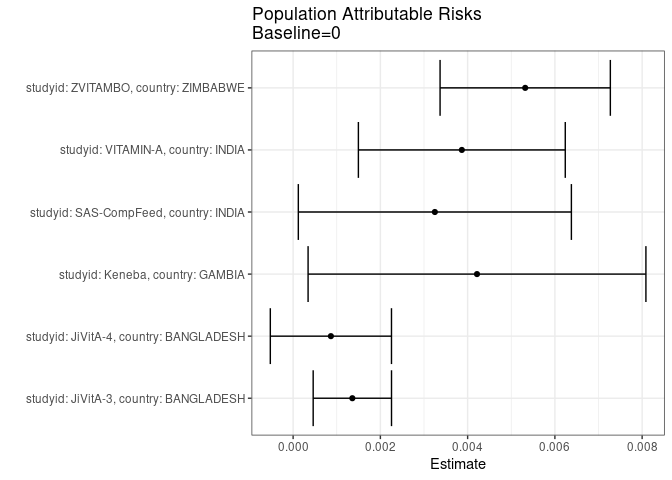 Population Attributable Risks
Baseline=0
studyid: ZVITAMBO, country: ZIMBABWE
studyid: VITAMIN-A, country: INDIA
studyid: SAS-CompFeed, country: INDIA
studyid: Keneba, country: GAMBIA
studyid: JiVitA-4, country: BANGLADESH
studyid: JiVitA-3, country: BANGLADESH
0.000 0.002 0.004 0.006 0.008
Estimate